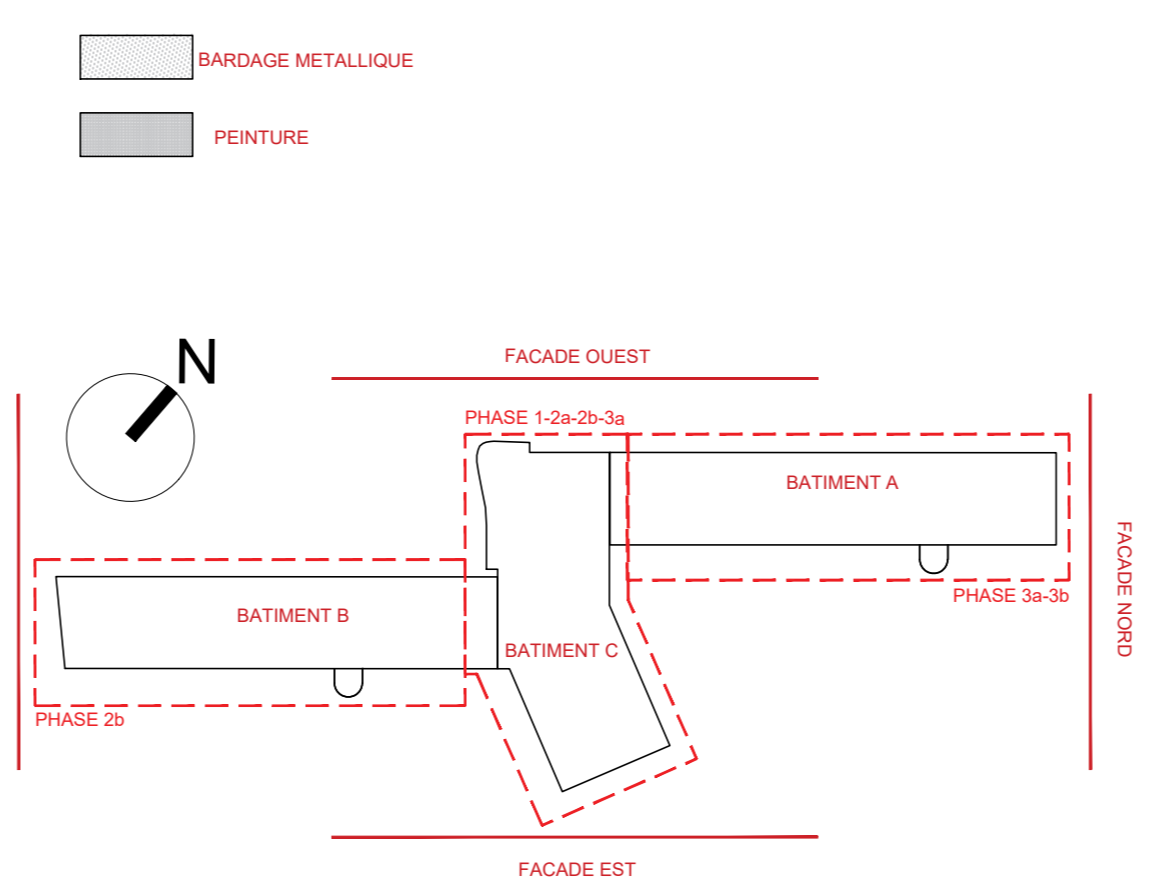 BARDAGE METALLIQUE
PEINTURE
N
FACADE OUEST
PHASE 1-2a-2b-3a
BATIMENT A
FACADE NORD
PHASE 3a-3b
BATIMENT B
BATIMENT C
PHASE 2b
FACADE EST